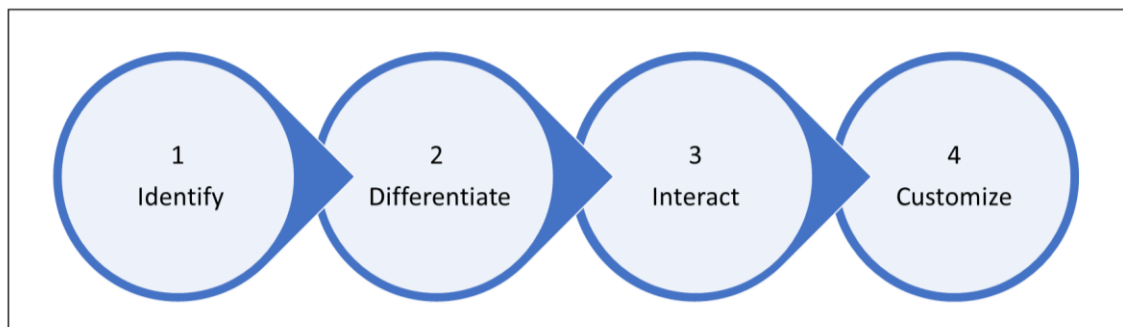 1
Identify
2
Differentiate
3
Interact
4
Customize